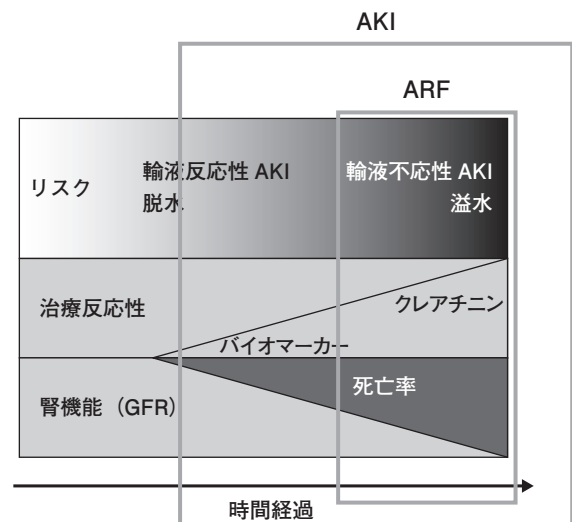 AKI
ARF
リスク
輸液反応性 AKI
脱水
輸液不応性 AKI
溢水
治療反応性
クレアチニン
バイオマーカー
死亡率
腎機能（GFR）
時間経過